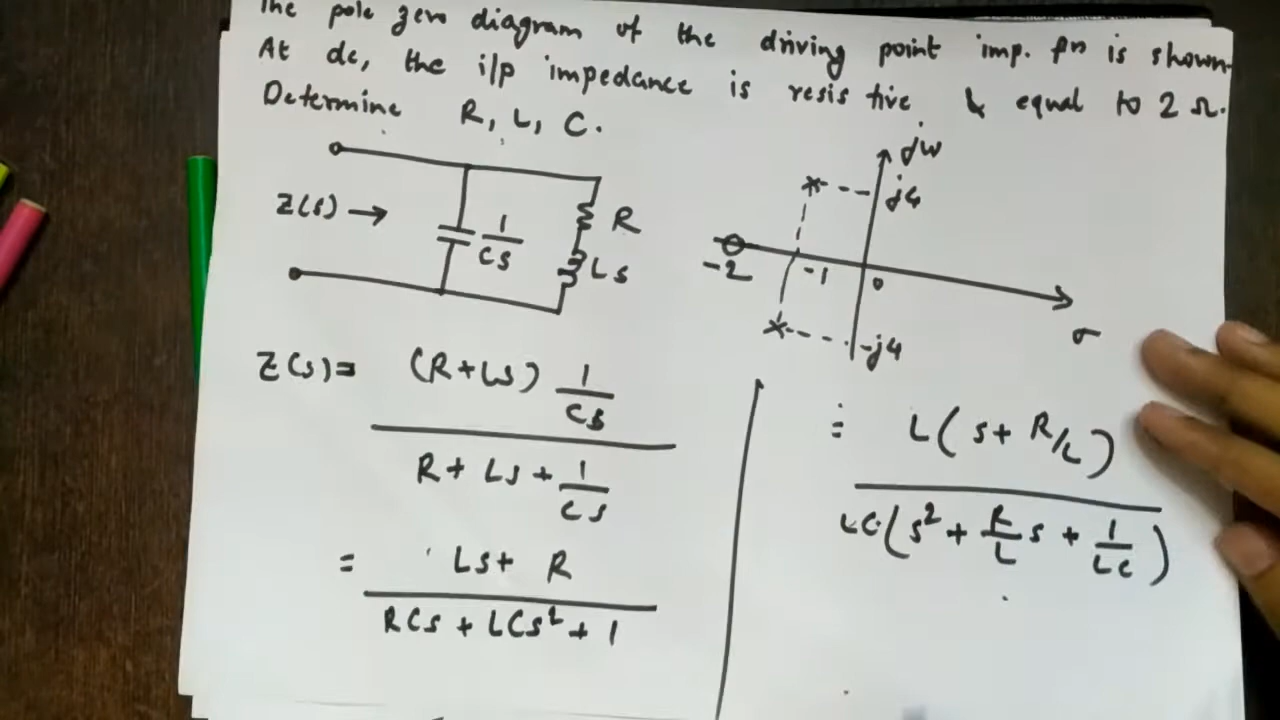 The pole zero diagram of the driving point imp. fn is shown.
At dc, the i/p impedance is resistive & equal to 2 Ω.
Determine R, L, C.
Z(s) →
1/Cs
R
Ls
jω
j4
-2
-1
0
-j4
σ
Z(s) = (R+Ls) 1/Cs
R + Ls + 1/Cs
= Ls + R
RCs + LCs² + 1
= L(s + R/L)
LC(s² + R/L s + 1/LC)